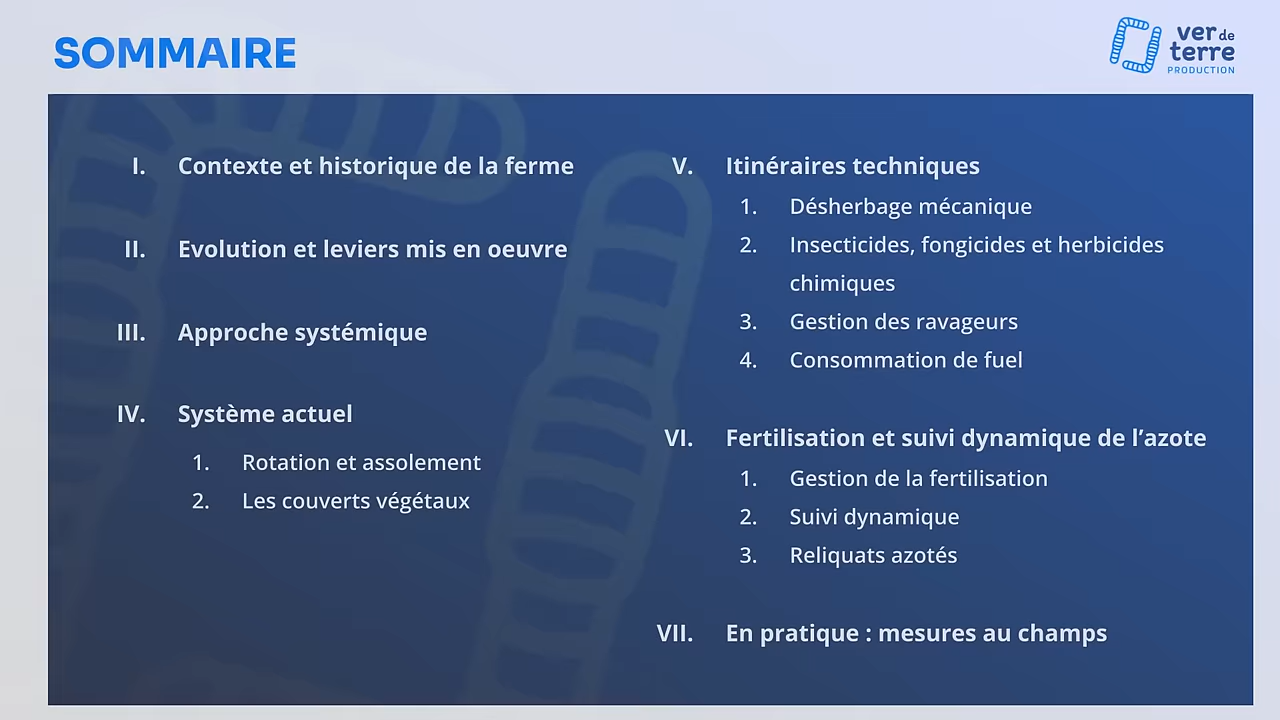 SOMMAIRE
ver de
terre
PRODUCTION
I. Contexte et historique de la ferme
II. Evolution et leviers mis en oeuvre
III. Approche systémique
IV. Système actuel
1. Rotation et assolement
2. Les couverts végétaux
V. Itinéraires techniques
1. Désherbage mécanique
2. Insecticides, fongicides et herbicides
chimiques
3. Gestion des ravageurs
4. Consommation de fuel
VI. Fertilisation et suivi dynamique de l’azote
1. Gestion de la fertilisation
2. Suivi dynamique
3. Reliquats azotés
VII. En pratique : mesures au champs